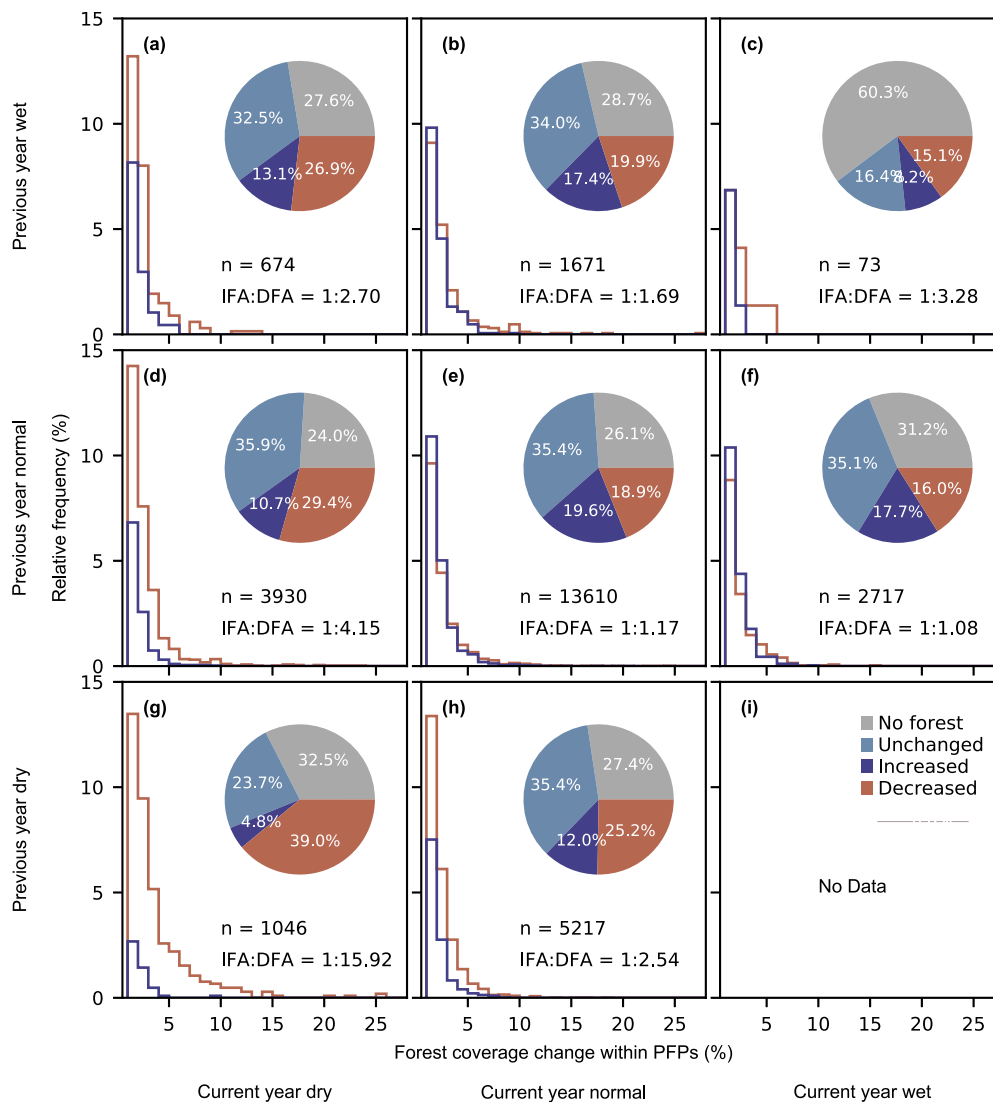 15
(a)
(b)
(c)
27.6%
32.5%
13.1%
26.9%
28.7%
34.0%
17.4%
19.9%
60.3%
16.4%
15.1%
10
5
0
Previous year wet
n = 674
IFA:DFA = 1:2.70
n = 1671
IFA:DFA = 1:1.69
n = 73
IFA:DFA = 1:3.28
15
(d)
(e)
(f)
24.0%
35.9%
10.7%
29.4%
26.1%
35.4%
19.6%
18.9%
31.2%
35.1%
17.7%
16.0%
10
5
0
Previous year normal
Relative frequency (%)
n = 3930
IFA:DFA = 1:4.15
n = 13610
IFA:DFA = 1:1.17
n = 2717
IFA:DFA = 1:1.08
15
(g)
(h)
(i)
32.5%
23.7%
4.8%
39.0%
27.4%
35.4%
12.0%
25.2%
No forest
Unchanged
Increased
Decreased
10
5
0
Previous year dry
n = 1046
IFA:DFA = 1:15.92
n = 5217
IFA:DFA = 1:2.54
No Data
5 10 15 20 25
5 10 15 20 25
5 10 15 20 25
Forest coverage change within PFPs (%)
Current year dry
Current year normal
Current year wet